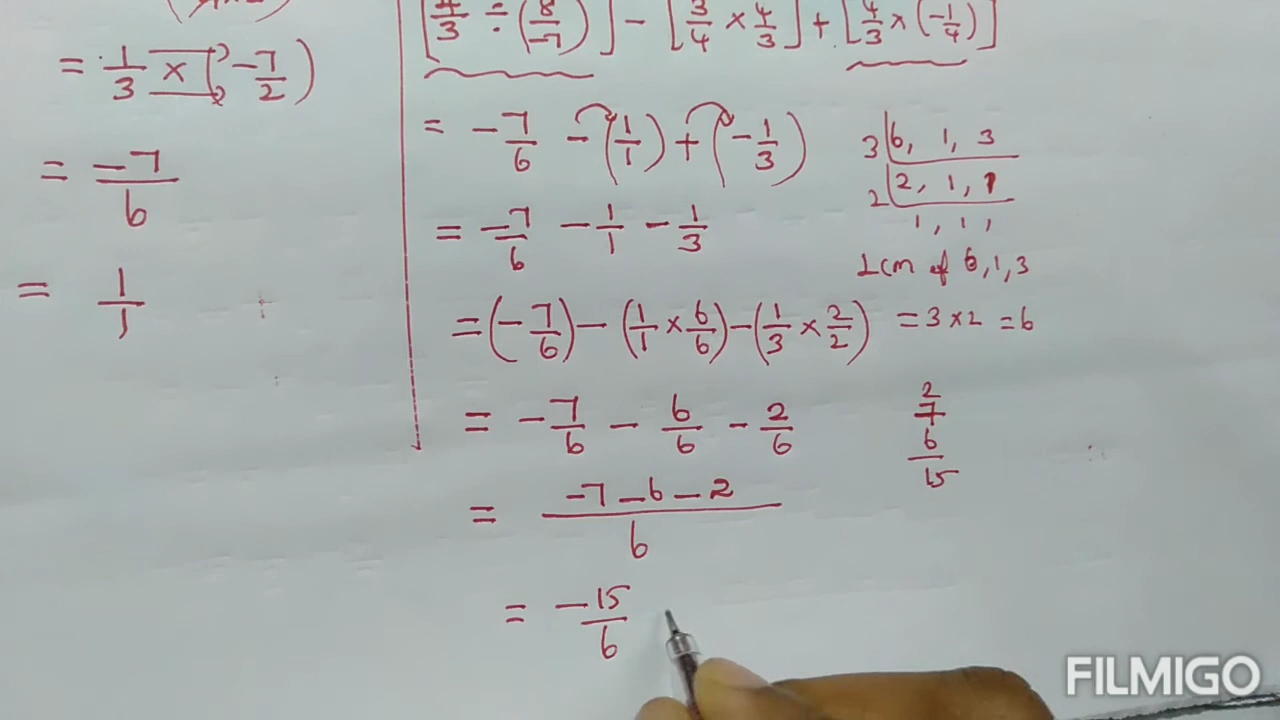 = 1/3 × (-7/2)
= -7/6
= 1/1
[4/3 ÷ (8/-7)] - [3/4 × 4/3] + [4/3 × (-1/4)]
= -7/6 - (1/1) + (-1/3)
= -7/6 - 1/1 - 1/3
= (-7/6) - (1/1 × 6/6) - (1/3 × 2/2)
= -7/6 - 6/6 - 2/6
= -7-6-2/6
= -15/6
3|6, 1, 3
2|2, 1, 1
1, 1,
Lcm of 6,1,3
= 3×2 = 6
2
7
6
15
FILMIGO